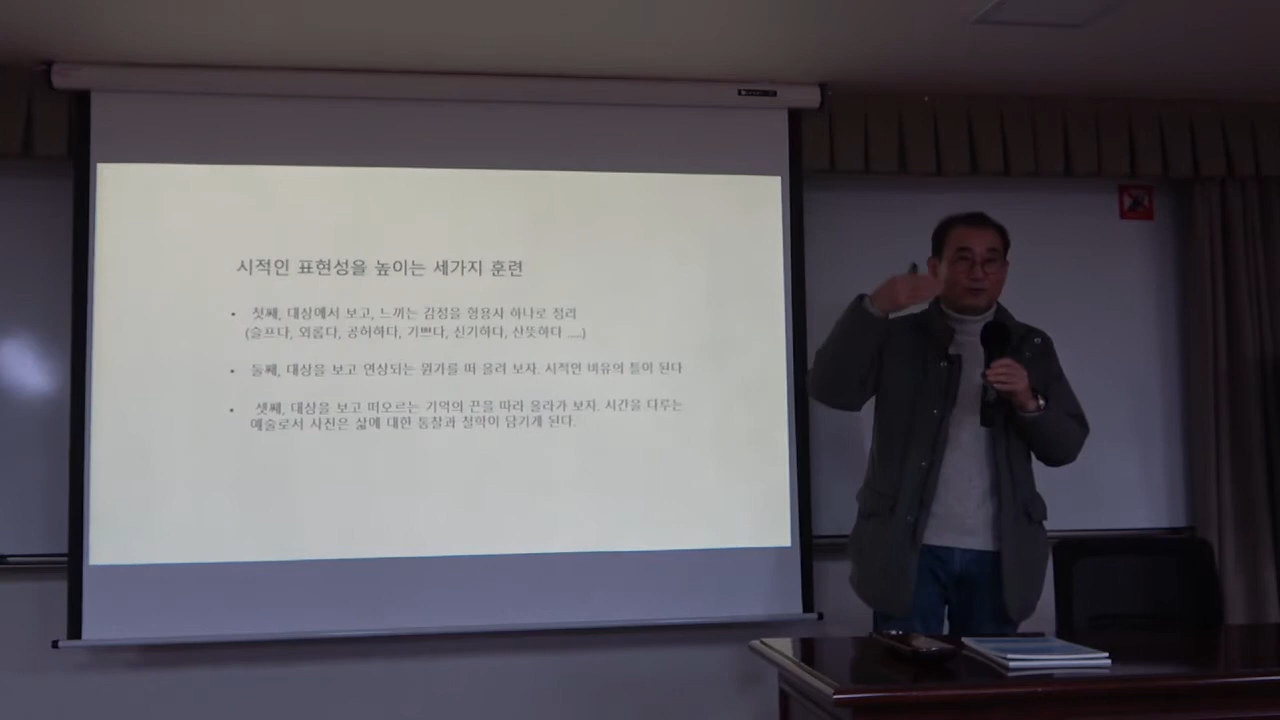 시적인 표현성을 높이는 세가지 훈련
• 첫째, 대상에서 보고, 느끼는 감정을 형용사 하나로 정리
(슬프다, 외롭다, 공허하다, 기쁘다, 신기하다, 산뜻하다 ....)
• 둘째, 대상을 보고 연상되는 뭔가를 떠 올려 보자. 시적인 비유의 틀이 된다
• 셋째, 대상을 보고 떠오르는 기억의 끈을 따라 올라가 보자. 시간을 다루는
예술로서 사진은 삶에 대한 통찰과 철학이 담기게 된다.